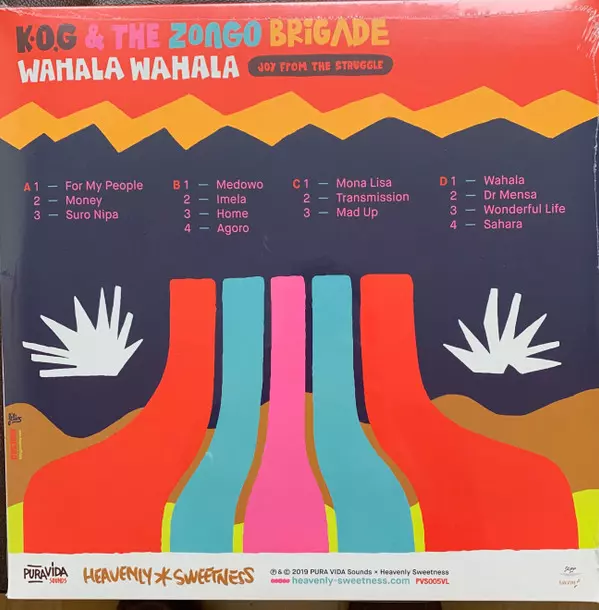 K.O.G & THE ZONGO BRIGADE
WAHALA WAHALA JOY FROM THE STRUGGLE
A 1 — For My People
2 — Money
3 — Suro Nipa
B 1 — Medowo
2 — Imela
3 — Home
4 — Agoro
C 1 — Mona Lisa
2 — Transmission
3 — Mad Up
D 1 — Wahala
2 — Dr Mensa
3 — Wonderful Life
4 — Sahara
PURA VIDA
SOUNDS
HEAVENLY SWEETNESS
℗ & © 2019 PURA VIDA Sounds × Heavenly Sweetness
heavenly-sweetness.com PVS005VL